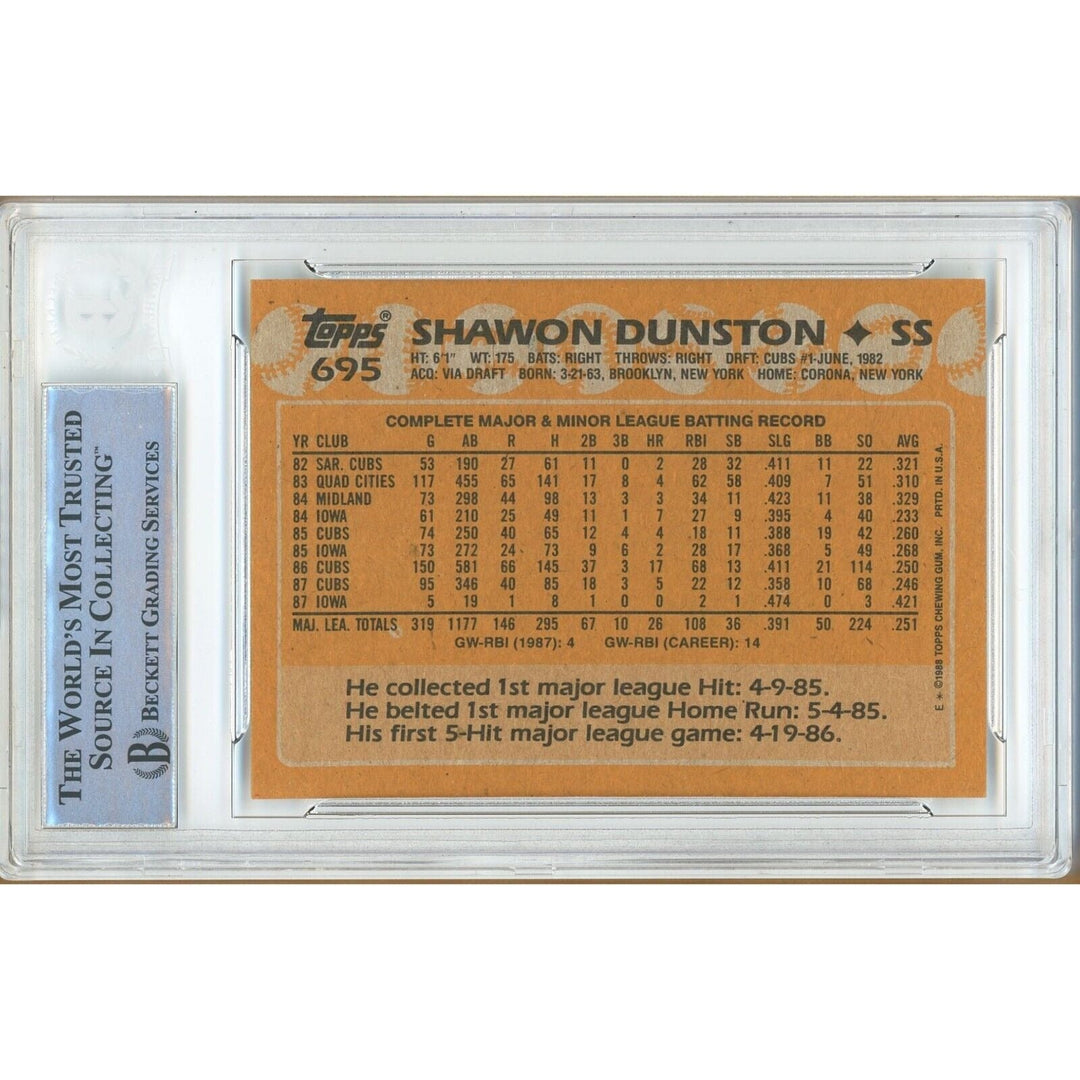 Topps® SHAWON DUNSTON ✦ SS
695 HT: 6'1" WT: 175 BATS: RIGHT THROWS: RIGHT DRFT: CUBS #1-JUNE, 1982
ACQ: VIA DRAFT BORN: 3-21-63, BROOKLYN, NEW YORK HOME: CORONA, NEW YORK
COMPLETE MAJOR & MINOR LEAGUE BATTING RECORD
YR CLUB G AB R H 2B 3B HR RBI SB SLG BB SO AVG
82 SAR. CUBS 53 190 27 61 11 0 2 28 32 .411 11 22 .321
83 QUAD CITIES 117 455 65 141 17 8 4 62 58 .409 7 51 .310
84 MIDLAND 73 298 44 98 13 3 3 34 11 .423 11 38 .329
84 IOWA 61 210 25 49 11 1 7 27 9 .395 4 40 .233
85 CUBS 74 250 40 65 12 4 4 18 11 .388 19 42 .260
85 IOWA 73 272 24 73 9 6 2 28 17 .368 5 49 .268
86 CUBS 150 581 66 145 37 3 17 68 13 .411 21 114 .250
87 CUBS 95 346 40 85 18 3 5 22 12 .358 10 68 .246
87 IOWA 5 19 1 8 1 0 0 2 1 .474 0 3 .421
MAJ. LEA. TOTALS 319 1177 146 295 67 10 26 108 36 .391 50 224 .251
GW-RBI (1987): 4 GW-RBI (CAREER): 14
He collected 1st major league Hit: 4-9-85.
He belted 1st major league Home Run: 5-4-85.
His first 5-Hit major league game: 4-19-86.
E * ©1988 TOPPS CHEWING GUM, INC. PRTD. IN U.S.A.
THE WORLD'S MOST TRUSTED
SOURCE IN COLLECTING™
B BECKETT GRADING SERVICES